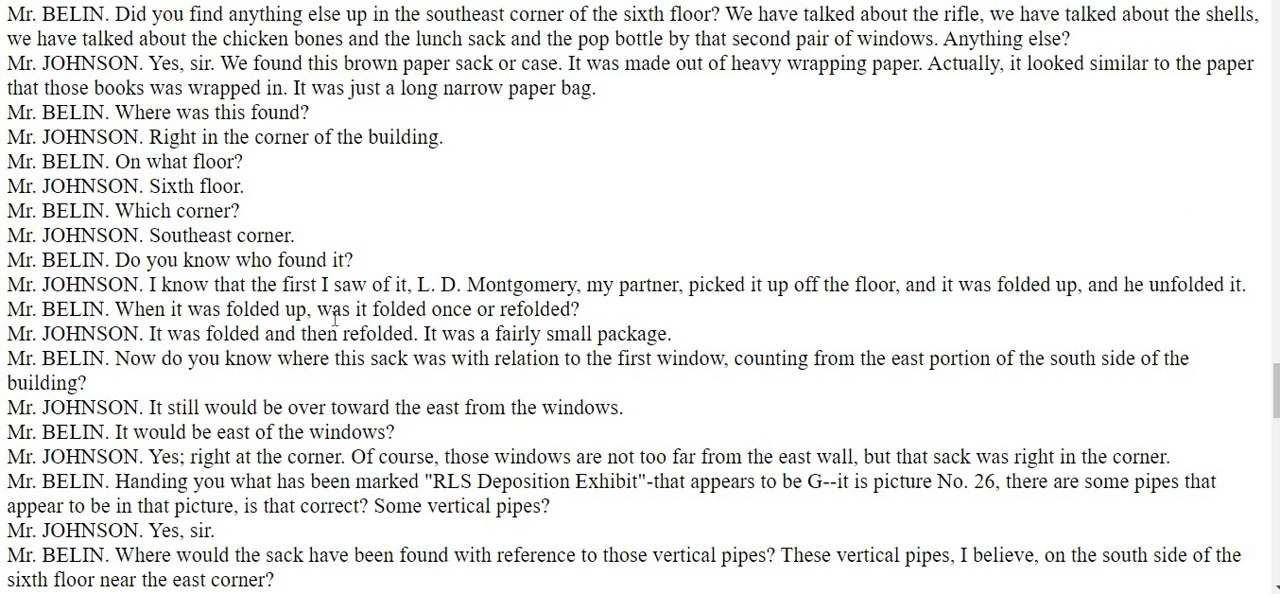 Mr. BELIN. Did you find anything else up in the southeast corner of the sixth floor? We have talked about the rifle, we have talked about the shells,
we have talked about the chicken bones and the lunch sack and the pop bottle by that second pair of windows. Anything else?
Mr. JOHNSON. Yes, sir. We found this brown paper sack or case. It was made out of heavy wrapping paper. Actually, it looked similar to the paper
that those books was wrapped in. It was just a long narrow paper bag.
Mr. BELIN. Where was this found?
Mr. JOHNSON. Right in the corner of the building.
Mr. BELIN. On what floor?
Mr. JOHNSON. Sixth floor.
Mr. BELIN. Which corner?
Mr. JOHNSON. Southeast corner.
Mr. BELIN. Do you know who found it?
Mr. JOHNSON. I know that the first I saw of it, L. D. Montgomery, my partner, picked it up off the floor, and it was folded up, and he unfolded it.
Mr. BELIN. When it was folded up, was it folded once or refolded?
Mr. JOHNSON. It was folded and then refolded. It was a fairly small package.
Mr. BELIN. Now do you know where this sack was with relation to the first window, counting from the east portion of the south side of the
building?
Mr. JOHNSON. It still would be over toward the east from the windows.
Mr. BELIN. It would be east of the windows?
Mr. JOHNSON. Yes; right at the corner. Of course, those windows are not too far from the east wall, but that sack was right in the corner.
Mr. BELIN. Handing you what has been marked "RLS Deposition Exhibit"-that appears to be G--it is picture No. 26, there are some pipes that
appear to be in that picture, is that correct? Some vertical pipes?
Mr. JOHNSON. Yes, sir.
Mr. BELIN. Where would the sack have been found with reference to those vertical pipes? These vertical pipes, I believe, on the south side of the
sixth floor near the east corner?